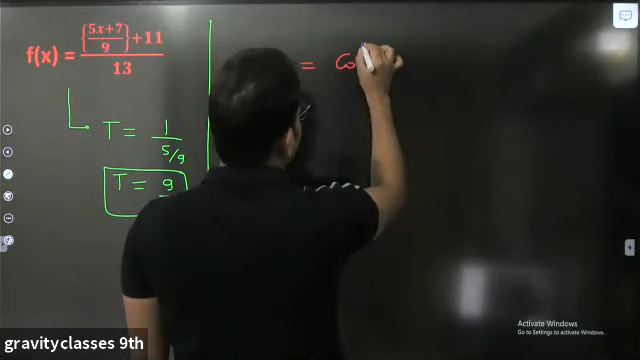 f(x) = {5x+7/9}+11/13
T = 1/5/9
T = 9
= Co
Activate Windows
Go to Settings to activate Windows.
gravityclasses 9th